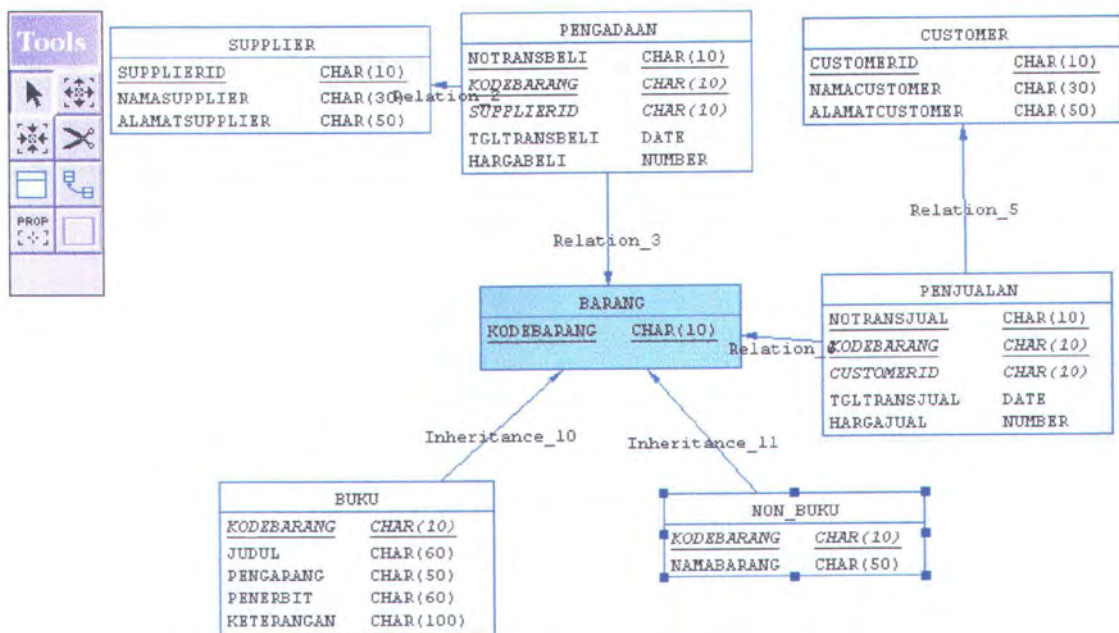 Tools
PROP
SUPPLIER
SUPPLIERID CHAR(10)
NAMASUPPLIER CHAR(30)
ALAMATSUPPLIER CHAR(50)
Relation_2
PENGADAAN
NOTRANSBELI CHAR(10)
KODEBARANG CHAR(10)
SUPPLIERID CHAR(10)
TGLTRANSBELI DATE
HARGABELI NUMBER
CUSTOMER
CUSTOMERID CHAR(10)
NAMACUSTOMER CHAR(30)
ALAMATCUSTOMER CHAR(50)
Relation_3
Relation_5
BARANG
KODEBARANG CHAR(10)
Relation_
PENJUALAN
NOTRANSJUAL CHAR(10)
KODEBARANG CHAR(10)
CUSTOMERID CHAR(10)
TGLTRANSJUAL DATE
HARGAJUAL NUMBER
Inheritance_10
Inheritance_11
BUKU
KODEBARANG CHAR(10)
JUDUL CHAR(60)
PENGARANG CHAR(50)
PENERBIT CHAR(60)
KETERANGAN CHAR(100)
NON_BUKU
KODEBARANG CHAR(10)
NAMABARANG CHAR(50)